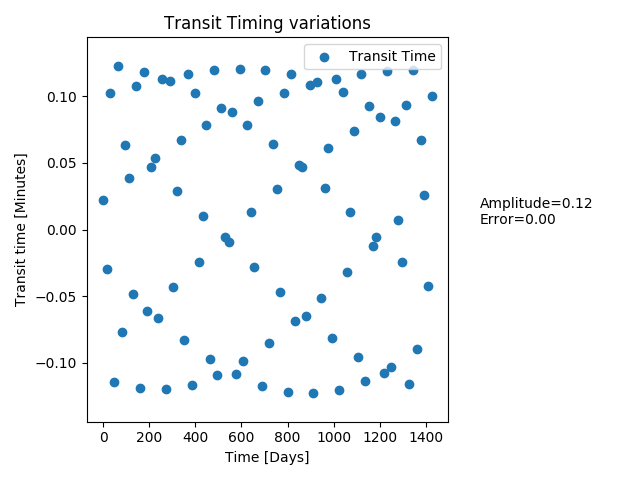 Transit Timing variations
Transit Time
0.10
0.05
0.00
−0.05
−0.10
Transit time [Minutes]
0 200 400 600 800 1000 1200 1400
Time [Days]
Amplitude=0.12
Error=0.00